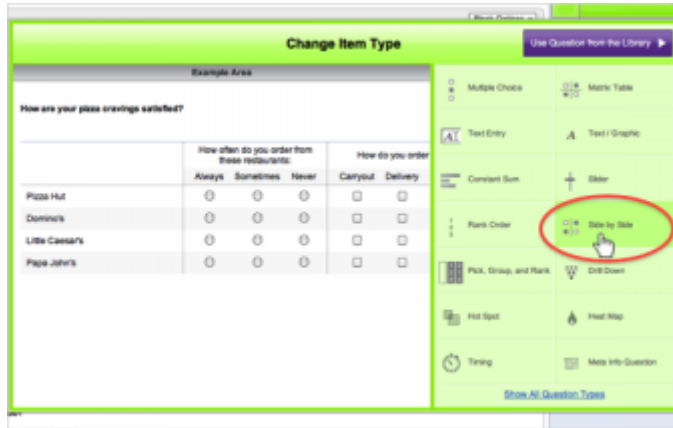 Block Options
Change Item Type
Use Question from the Library
Example Area
How are your pizza cravings satisfied?
How often do you order from
these restaurants:
How do you order
Always Sometimes Never Carryout Delivery
Pizza Hut
Domino's
Little Caesar's
Papa John's
Multiple Choice
Matrix Table
Text Entry
Text / Graphic
Constant Sum
Slider
Rank Order
Side by Side
Pick, Group, and Rank
Drill Down
Hot Spot
Heat Map
Timing
Meta Info Question
Show All Question Types